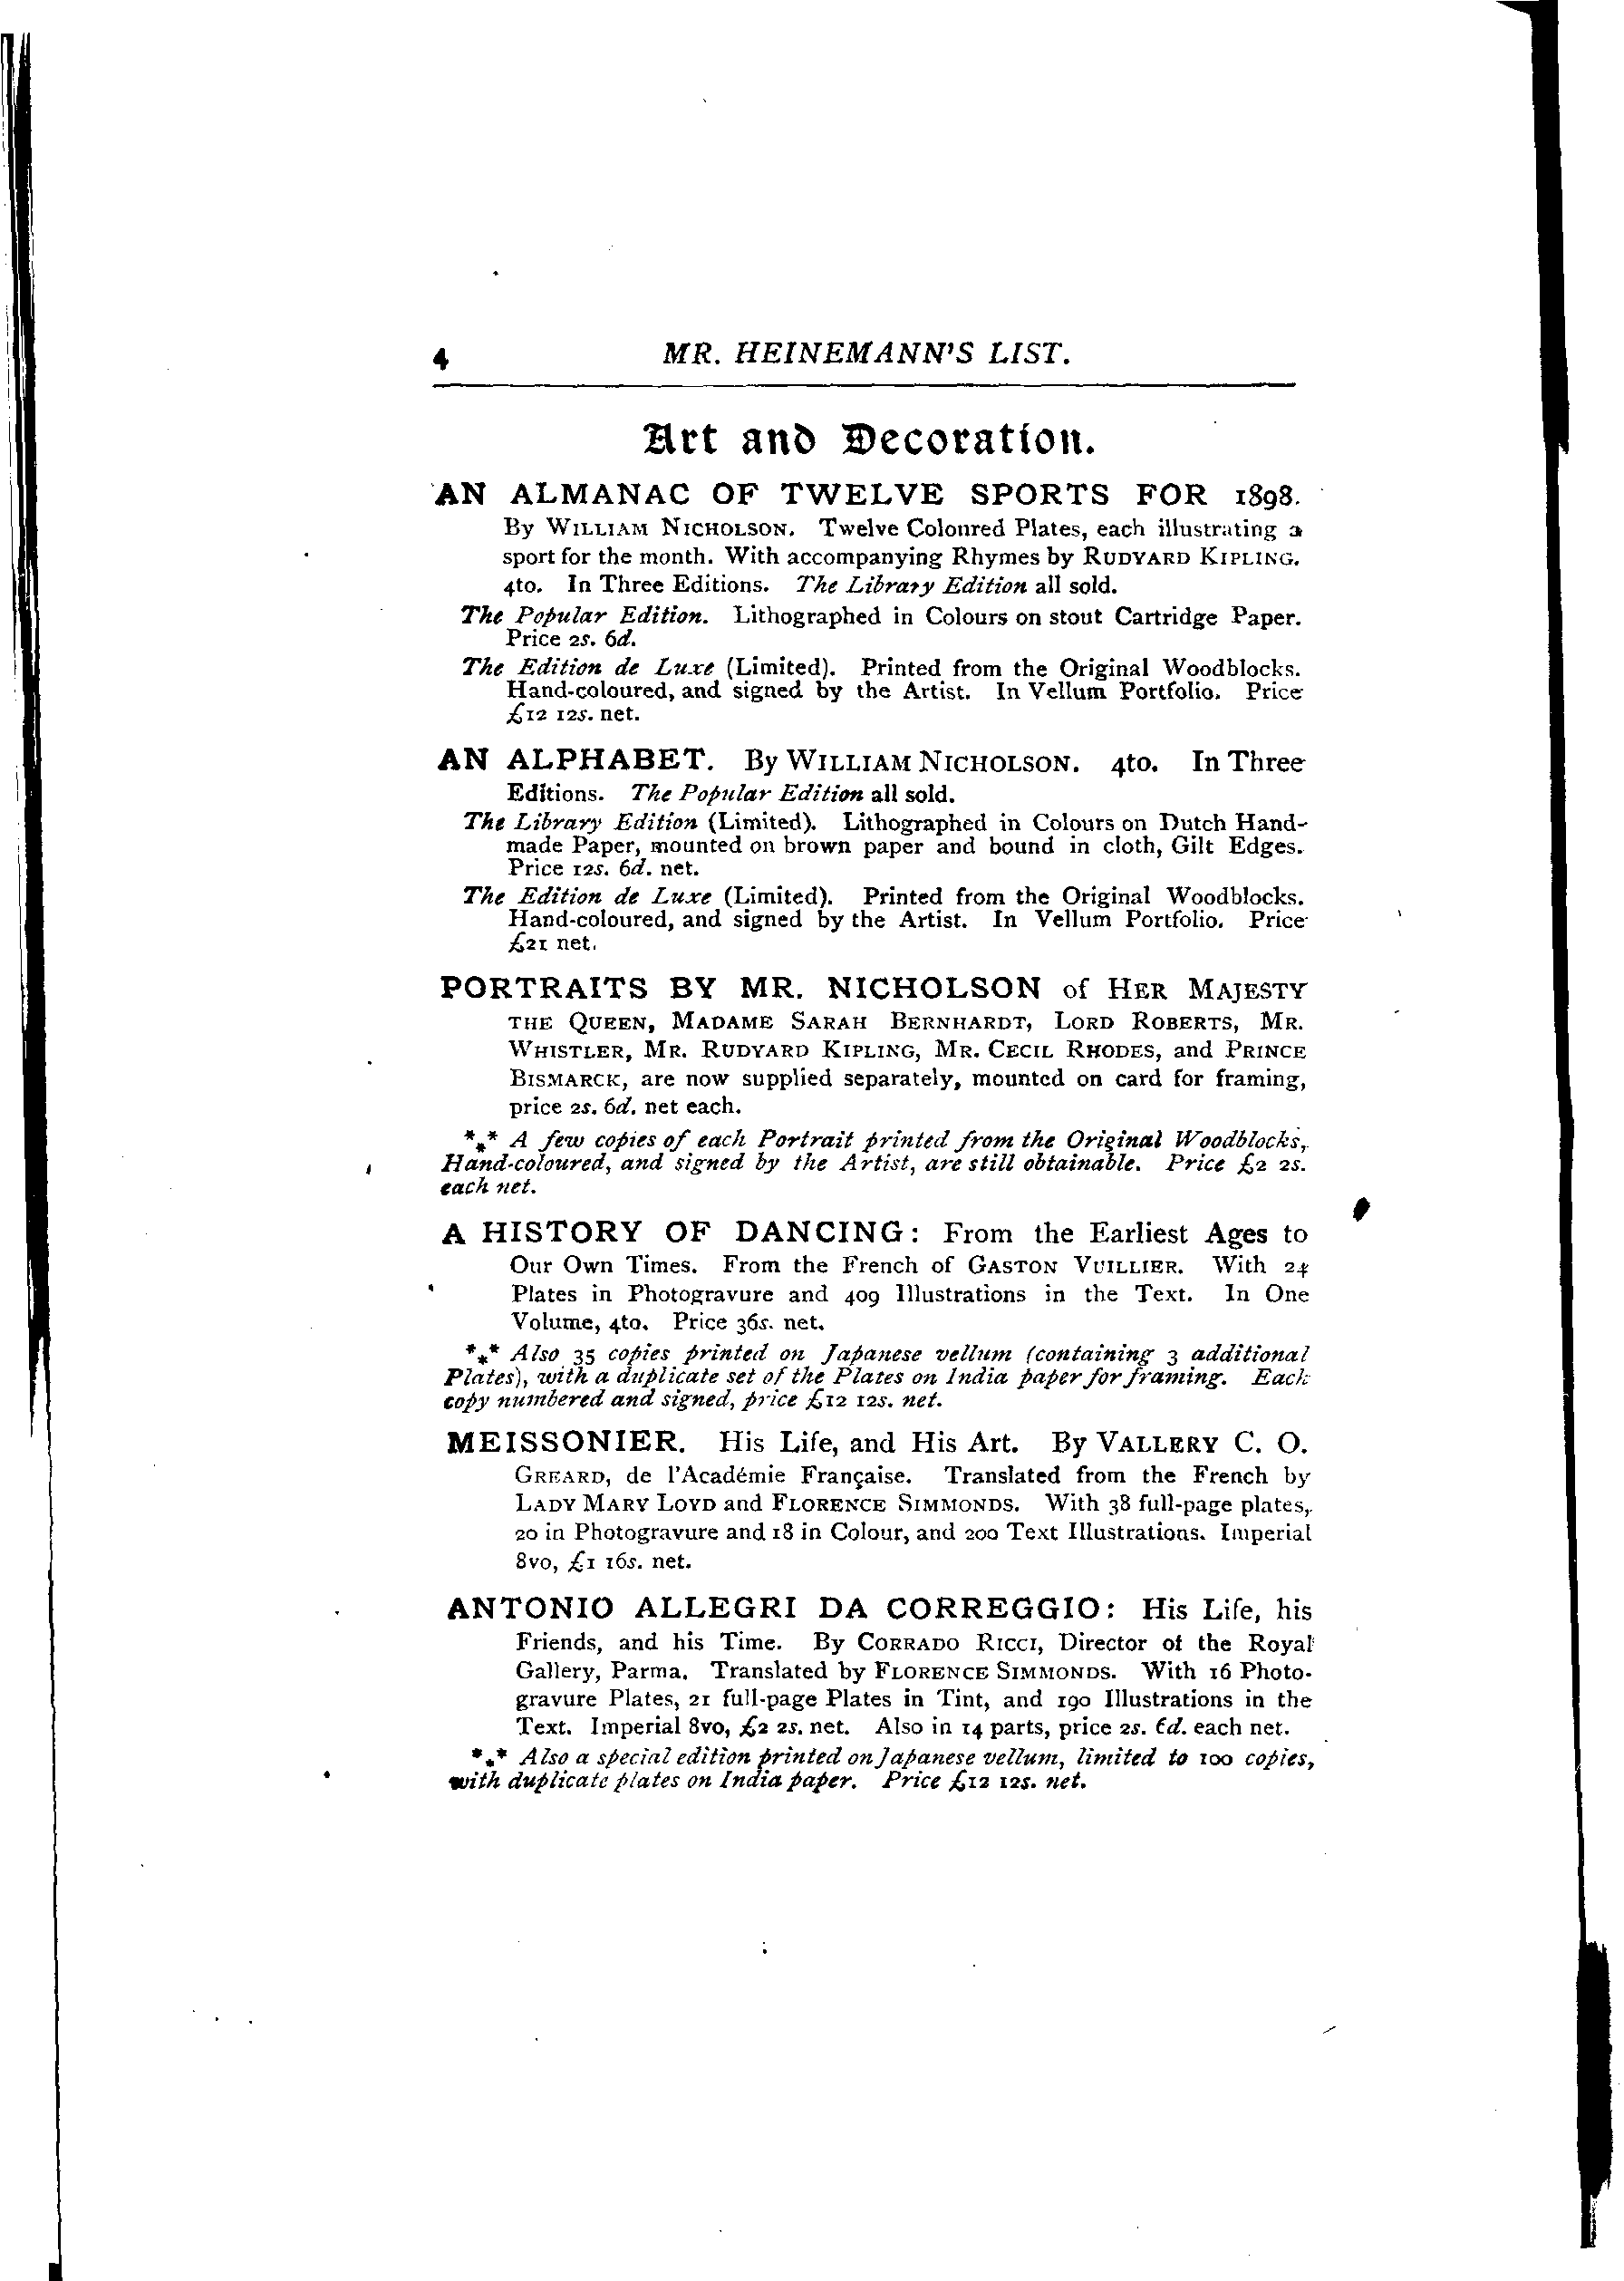 4 MR. HEINEMANN'S LIST.
Art and Decoration.
AN ALMANAC OF TWELVE SPORTS FOR 1898.
By WILLIAM NICHOLSON. Twelve Coloured Plates, each illustrating a
sport for the month. With accompanying Rhymes by RUDYARD KIPLING.
4to. In Three Editions. The Library Edition all sold.
The Popular Edition. Lithographed in Colours on stout Cartridge Paper.
Price 2s. 6d.
The Edition de Luxe (Limited). Printed from the Original Woodblocks.
Hand-coloured, and signed by the Artist. In Vellum Portfolio. Price
£12 12s. net.
AN ALPHABET. By WILLIAM NICHOLSON. 4to. In Three
Editions. The Popular Edition all sold.
The Library Edition (Limited). Lithographed in Colours on Dutch Hand-
made Paper, mounted on brown paper and bound in cloth, Gilt Edges.
Price 12s. 6d. net.
The Edition de Luxe (Limited). Printed from the Original Woodblocks.
Hand-coloured, and signed by the Artist. In Vellum Portfolio. Price
£21 net.
PORTRAITS BY MR. NICHOLSON of HER MAJESTY
THE QUEEN, MADAME SARAH BERNHARDT, LORD ROBERTS, MR.
WHISTLER, MR. RUDYARD KIPLING, MR. CECIL RHODES, and PRINCE
BISMARCK, are now supplied separately, mounted on card for framing,
price 2s. 6d. net each.
*** A few copies of each Portrait printed from the Original Woodblocks,
Hand-coloured, and signed by the Artist, are still obtainable. Price £2 2s.
each net.
A HISTORY OF DANCING: From the Earliest Ages to
Our Own Times. From the French of GASTON VUILLIER. With 24
Plates in Photogravure and 409 Illustrations in the Text. In One
Volume, 4to. Price 36s. net.
*** Also 35 copies printed on Japanese vellum (containing 3 additional
Plates), with a duplicate set of the Plates on India paper for framing. Each
copy numbered and signed, price £12 12s. net.
MEISSONIER. His Life, and His Art. By VALLERY C. O.
GREARD, de l'Académie Française. Translated from the French by
LADY MARY LOYD and FLORENCE SIMMONDS. With 38 full-page plates,
20 in Photogravure and 18 in Colour, and 200 Text Illustrations. Imperial
8vo, £1 16s. net.
ANTONIO ALLEGRI DA CORREGGIO: His Life, his
Friends, and his Time. By CORRADO RICCI, Director of the Royal
Gallery, Parma. Translated by FLORENCE SIMMONDS. With 16 Photo-
gravure Plates, 21 full-page Plates in Tint, and 190 Illustrations in the
Text. Imperial 8vo, £2 2s. net. Also in 14 parts, price 2s. 6d. each net.
*** Also a special edition printed on Japanese vellum, limited to 100 copies,
with duplicate plates on India paper. Price £12 12s. net.